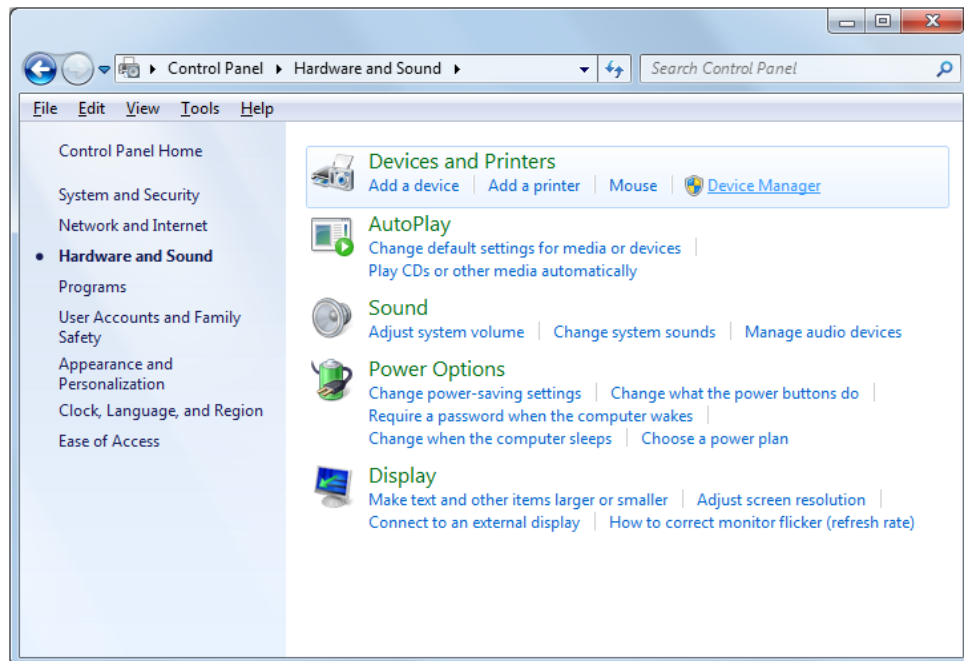 Control Panel Hardware and Sound Search Control Panel
File Edit View Tools Help
Control Panel Home
System and Security
Network and Internet
Hardware and Sound
Programs
User Accounts and Family
Safety
Appearance and
Personalization
Clock, Language, and Region
Ease of Access
Devices and Printers
Add a device Add a printer Mouse Device Manager
AutoPlay
Change default settings for media or devices
Play CDs or other media automatically
Sound
Adjust system volume Change system sounds Manage audio devices
Power Options
Change power-saving settings Change what the power buttons do
Require a password when the computer wakes
Change when the computer sleeps Choose a power plan
Display
Make text and other items larger or smaller Adjust screen resolution
Connect to an external display How to correct monitor flicker (refresh rate)